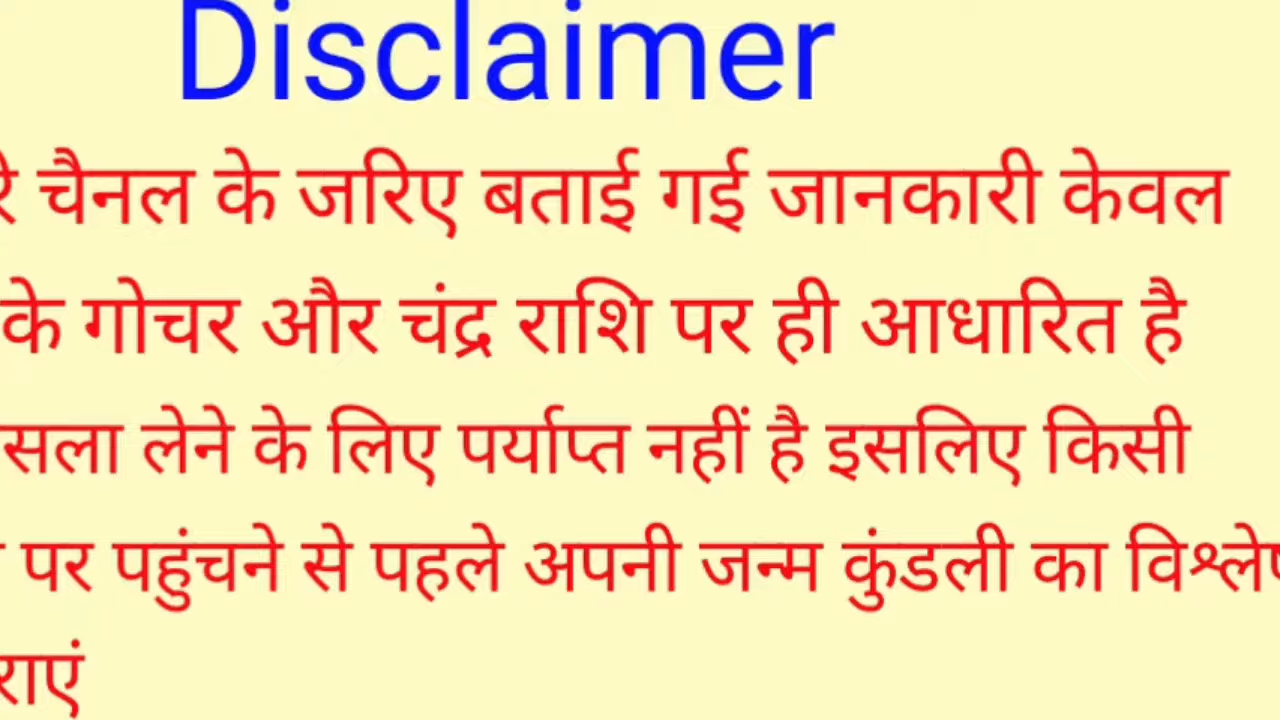 Disclaimer
चैनल के जरिए बताई गई जानकारी केवल
के गोचर और चंद्र राशि पर ही आधारित है
सला लेने के लिए पर्याप्त नहीं है इसलिए किसी
पर पहुंचने से पहले अपनी जन्म कुंडली का
राएं